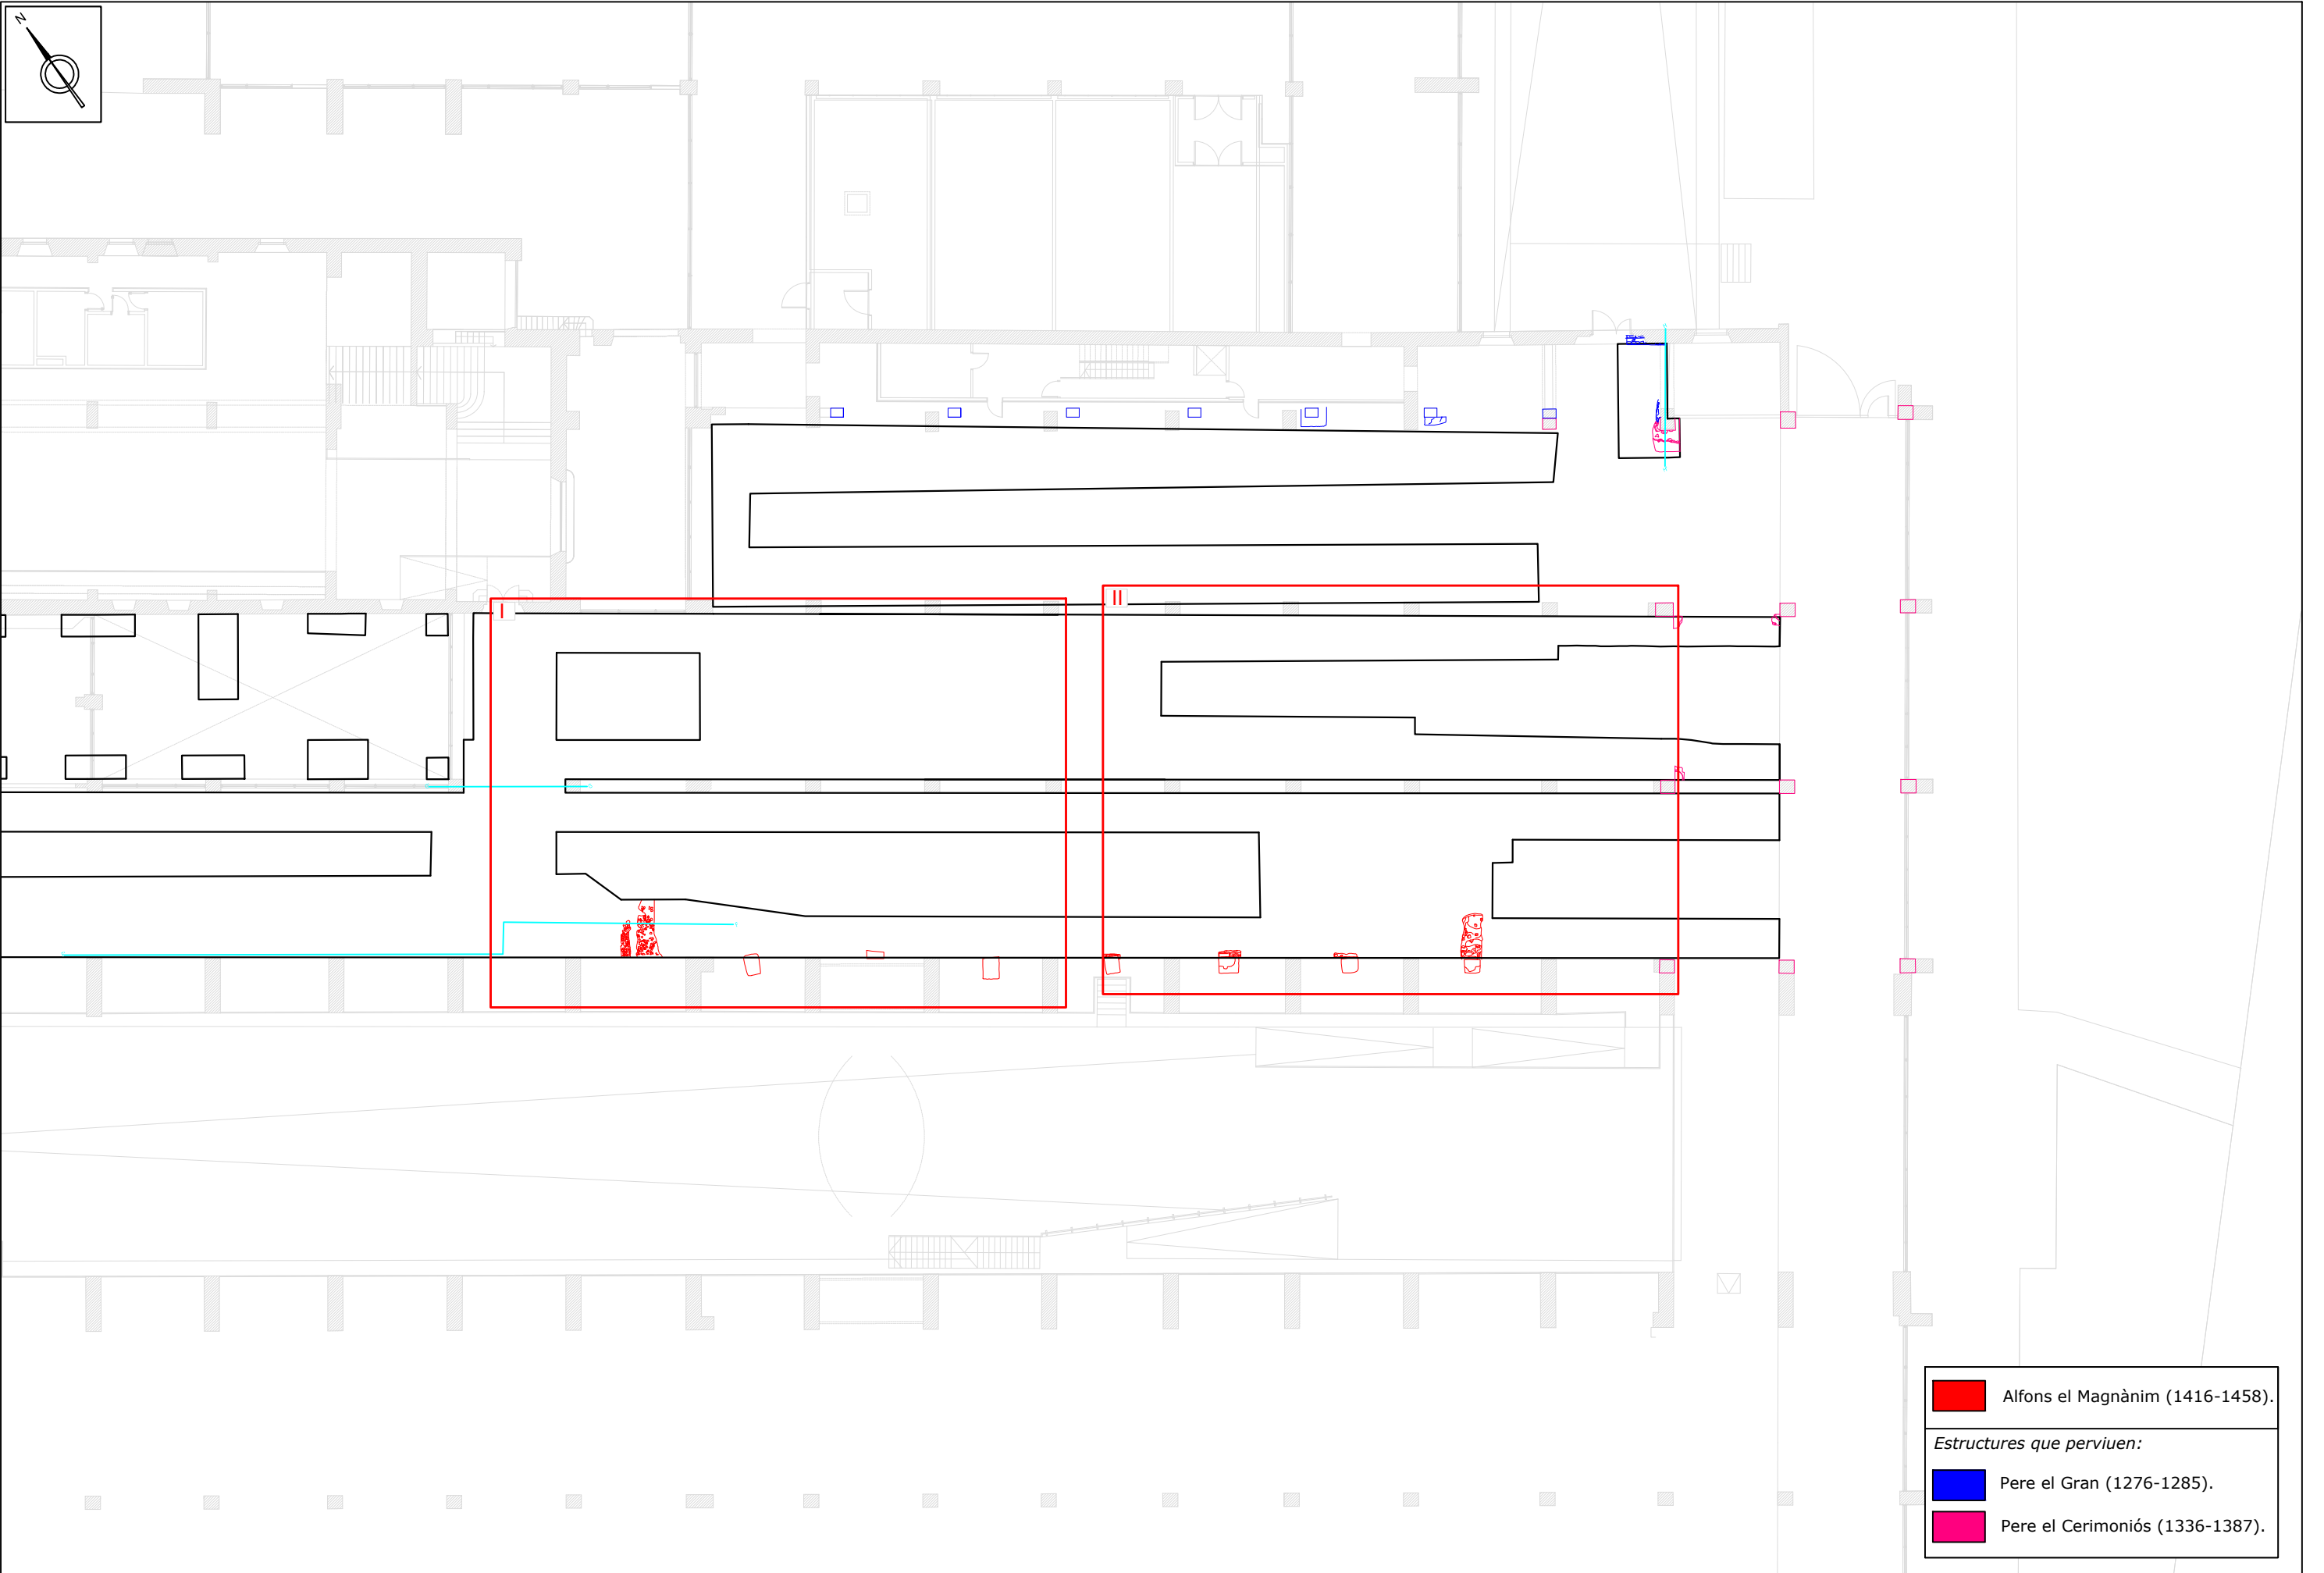 N
I
II
Alfons el Magnànim (1416-1458).
Estructures que perviuen:
Pere el Gran (1276-1285).
Pere el Cerimoniós (1336-1387).